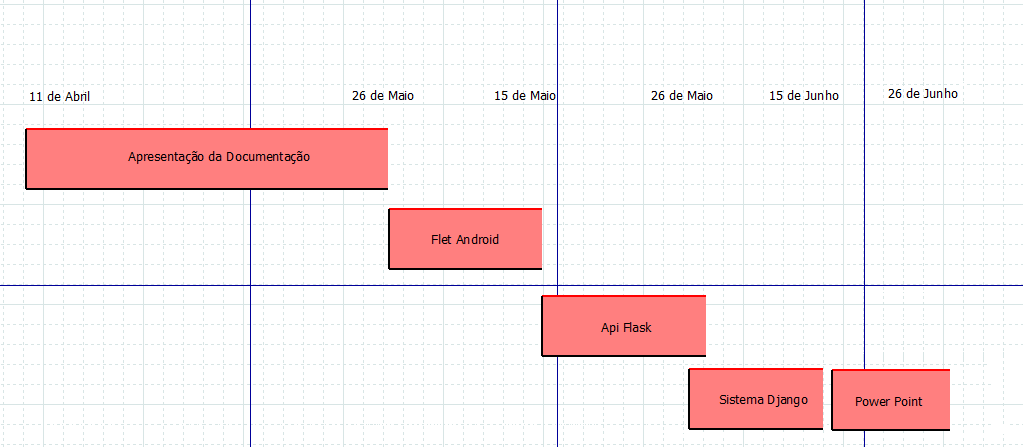 11 de Abril
26 de Maio
15 de Maio
26 de Maio
15 de Junho
26 de Junho
Apresentação da Documentação
Flet Android
Api Flask
Sistema Django
Power Point